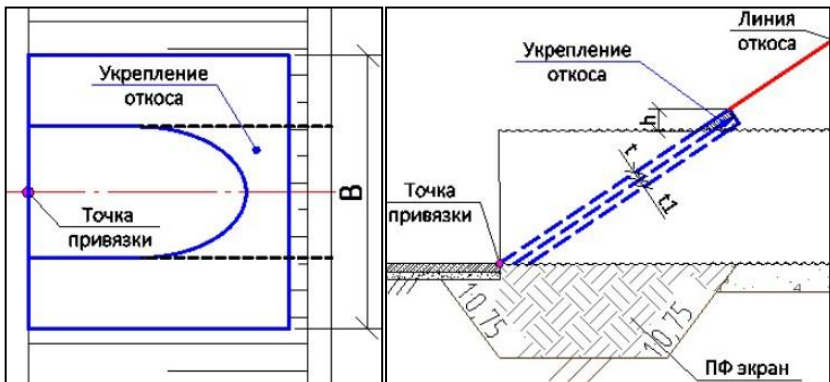 Укрепление
откоса
В
Точка
привязки
Линия
откоса
Укрепление
откоса
h
t
t1
Точка
привязки
10,75
10,75
ПФ экран